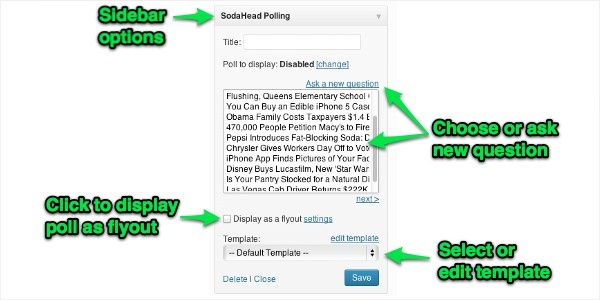 Sidebar
options
SodaHead Polling
Title:
Poll to display: Disabled [change]
Ask a new question
Flushing, Queens Elementary School
You Can Buy an Edible iPhone 5 Case
Obama Family Costs Taxpayers $1.4
470,000 People Petition Macy's to Fire
Pepsi Introduces Fat-Blocking Soda:
Chrysler Gives Workers Day Off to Vote
iPhone App Finds Pictures of Your
Disney Buys Lucasfilm, New 'Star
Is Your Pantry Stocked for a Natural
Las Vegas Cab Driver Returns $222K
Choose or ask
new question
next >
Click to display
poll as flyout
Display as a flyout settings
Template:
edit template
-- Default Template --
Select or
edit template
Delete | Close
Save